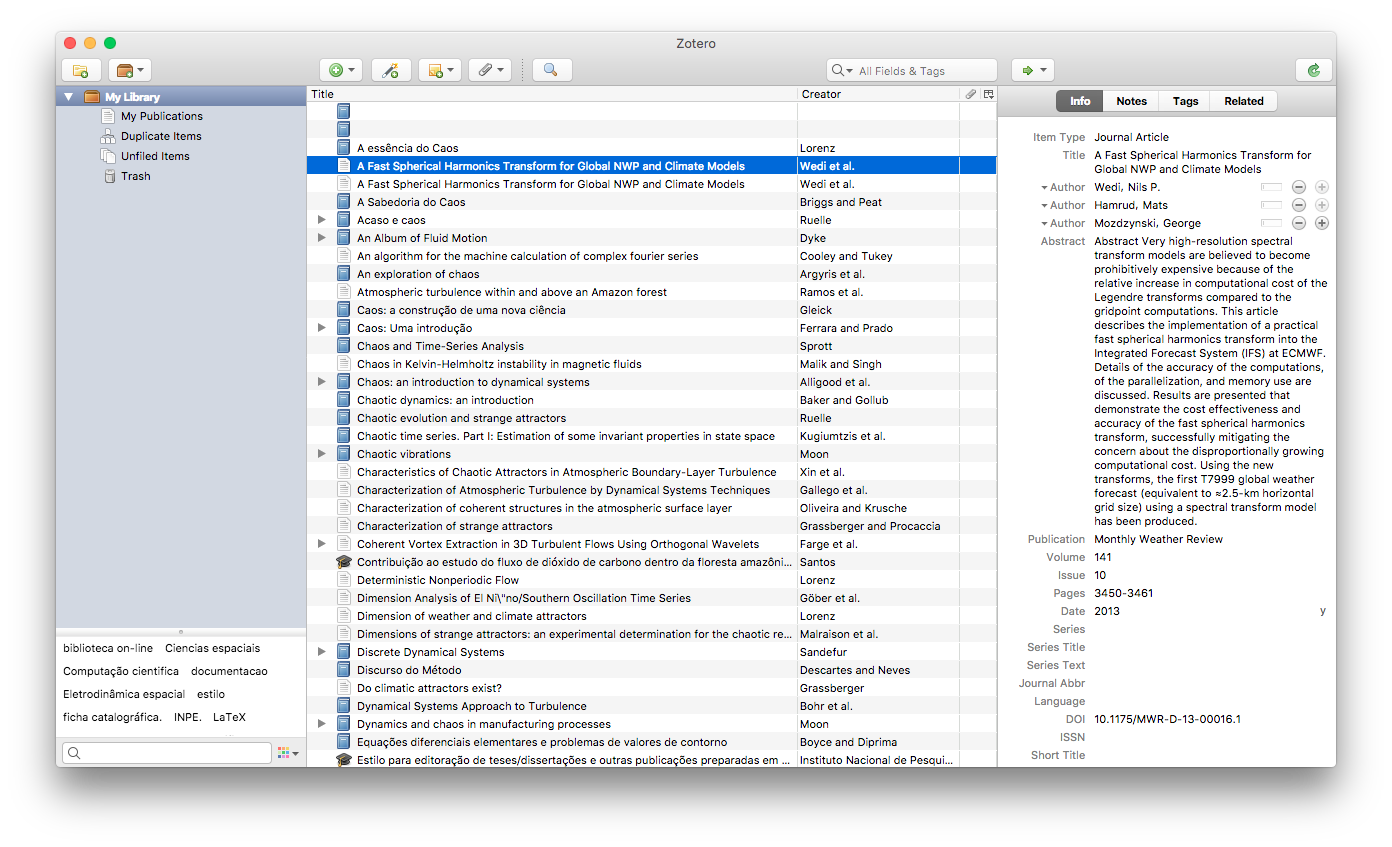 Zotero
All Fields & Tags
My Library
My Publications
Duplicate Items
Unfiled Items
Trash
biblioteca on-line Ciencias espaciais
Computação cientifica documentacao
Eletrodinâmica espacial estilo
ficha catalográfica. INPE. LaTeX
Title Creator
A essência do Caos Lorenz
A Fast Spherical Harmonics Transform for Global NWP and Climate Models Wedi et al.
A Fast Spherical Harmonics Transform for Global NWP and Climate Models Wedi et al.
A Sabedoria do Caos Briggs and Peat
Acaso e caos Ruelle
An Album of Fluid Motion Dyke
An algorithm for the machine calculation of complex fourier series Cooley and Tukey
An exploration of chaos Argyris et al.
Atmospheric turbulence within and above an Amazon forest Ramos et al.
Caos: a construção de uma nova ciência Gleick
Caos: Uma introdução Ferrara and Prado
Chaos and Time-Series Analysis Sprott
Chaos in Kelvin-Helmholtz instability in magnetic fluids Malik and Singh
Chaos: an introduction to dynamical systems Alligood et al.
Chaotic dynamics: an introduction Baker and Gollub
Chaotic evolution and strange attractors Ruelle
Chaotic time series. Part I: Estimation of some invariant properties in state space Kugiumtzis et al.
Chaotic vibrations Moon
Characteristics of Chaotic Attractors in Atmospheric Boundary-Layer Turbulence Xin et al.
Characterization of Atmospheric Turbulence by Dynamical Systems Techniques Gallego et al.
Characterization of coherent structures in the atmospheric surface layer Oliveira and Krusche
Characterization of strange attractors Grassberger and Procaccia
Coherent Vortex Extraction in 3D Turbulent Flows Using Orthogonal Wavelets Farge et al.
Contribuição ao estudo do fluxo de dióxido de carbono dentro da floresta amazôni... Santos
Deterministic Nonperiodic Flow Lorenz
Dimension Analysis of El Ni\"no/Southern Oscillation Time Series Göber et al.
Dimension of weather and climate attractors Lorenz
Dimensions of strange attractors: an experimental determination for the chaotic re... Malraison et al.
Discrete Dynamical Systems Sandefur
Discurso do Método Descartes and Neves
Do climatic attractors exist? Grassberger
Dynamical Systems Approach to Turbulence Bohr et al.
Dynamics and chaos in manufacturing processes Moon
Equações diferenciais elementares e problemas de valores de contorno Boyce and Diprima
Estilo para editoração de teses/dissertações e outras publicações preparadas em ... Instituto Nacional de Pesqui...
Info Notes Tags Related
Item Type Journal Article
Title A Fast Spherical Harmonics Transform for
Global NWP and Climate Models
Author Wedi, Nils P.
Author Hamrud, Mats
Author Mozdzynski, George
Abstract Abstract Very high-resolution spectral
transform models are believed to become
prohibitively expensive because of the
relative increase in computational cost of the
Legendre transforms compared to the
gridpoint computations. This article
describes the implementation of a practical
fast spherical harmonics transform into the
Integrated Forecast System (IFS) at ECMWF.
Details of the accuracy of the computations,
of the parallelization, and memory use are
discussed. Results are presented that
demonstrate the cost effectiveness and
accuracy of the fast spherical harmonics
transform, successfully mitigating the
concern about the disproportionally growing
computational cost. Using the new
transforms, the first T7999 global weather
forecast (equivalent to ≈2.5-km horizontal
grid size) using a spectral transform model
has been produced.
Publication Monthly Weather Review
Volume 141
Issue 10
Pages 3450-3461
Date 2013 y
Series
Series Title
Series Text
Journal Abbr
Language
DOI 10.1175/MWR-D-13-00016.1
ISSN
Short Title